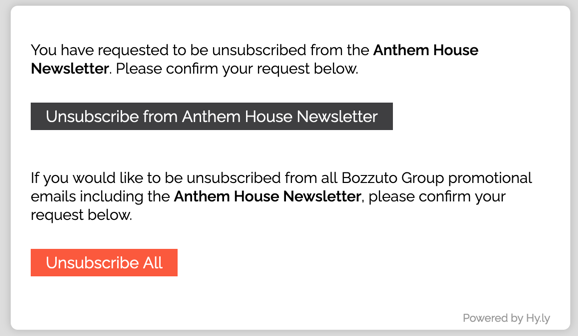 You have requested to be unsubscribed from the Anthem House
Newsletter. Please confirm your request below.
Unsubscribe from Anthem House Newsletter
If you would like to be unsubscribed from all Bozzuto Group promotional
emails including the Anthem House Newsletter, please confirm your
request below.
Unsubscribe All
Powered by Hy.ly